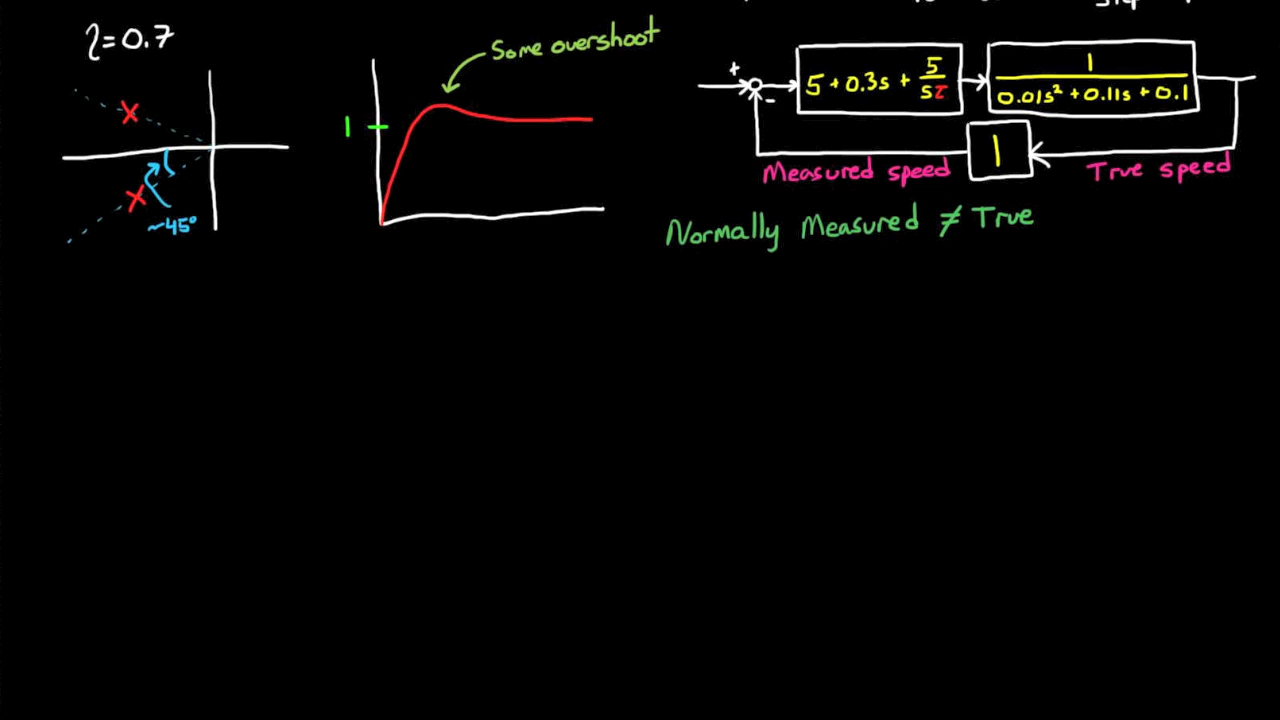 ζ=0.7
Some overshoot
1
~45°
+
-
5 + 0.3s + 5/sτ
1/(0.01s² + 0.11s + 0.1)
1
Measured speed
True speed
Normally Measured ≠ True